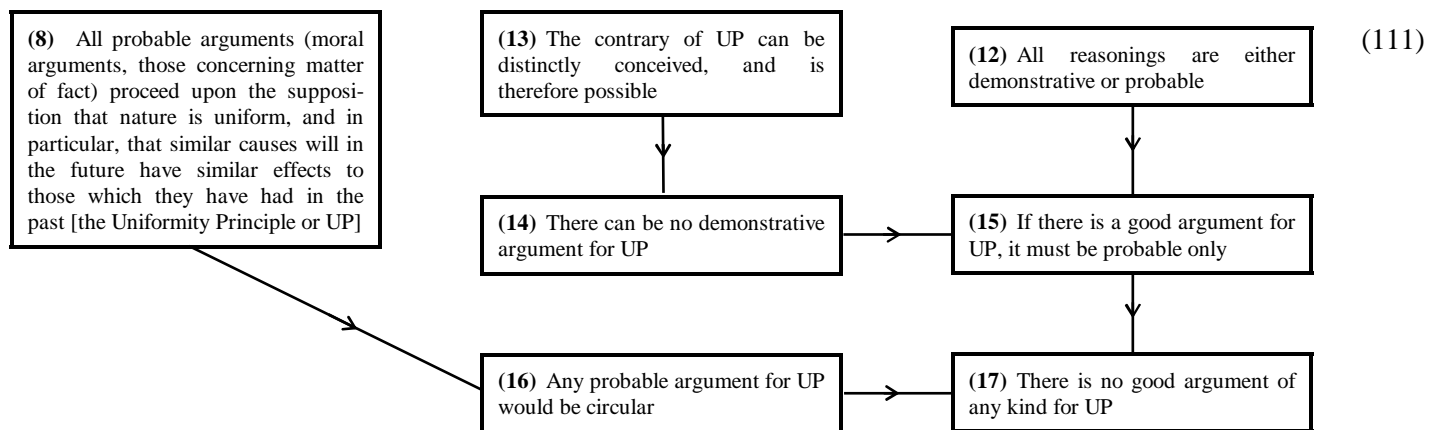 (8) All probable arguments (moral
arguments, those concerning matter
of fact) proceed upon the supposi-
tion that nature is uniform, and in
particular, that similar causes will in
the future have similar effects to
those which they have had in the
past [the Uniformity Principle or UP]
(13) The contrary of UP can be
distinctly conceived, and is
therefore possible
(12) All reasonings are either
demonstrative or probable
(111)
(14) There can be no demonstrative
argument for UP
(15) If there is a good argument for
UP, it must be probable only
(16) Any probable argument for UP
would be circular
(17) There is no good argument of
any kind for UP